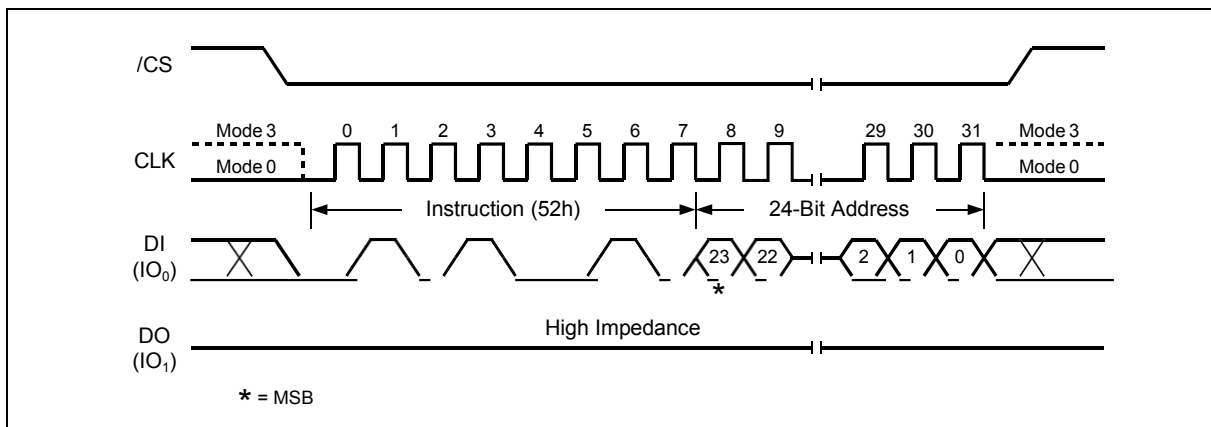 /CS
Mode 3
0 1 2 3 4 5 6 7 8 9 29 30 31
Mode 3
CLK
Mode 0
Mode 0
Instruction (52h)
24-Bit Address
DI
(IO0)
23 22 2 1 0
*
High Impedance
DO
(IO1)
* = MSB